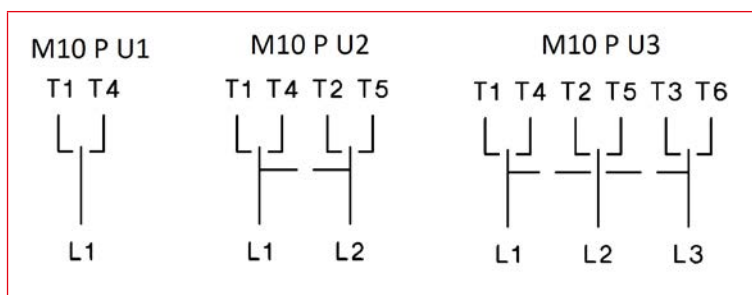 M10 P U1
M10 P U2
M10 P U3
T1 T4
T1 T4 T2 T5
T1 T4 T2 T5 T3 T6
L1
L1 L2
L1 L2 L3